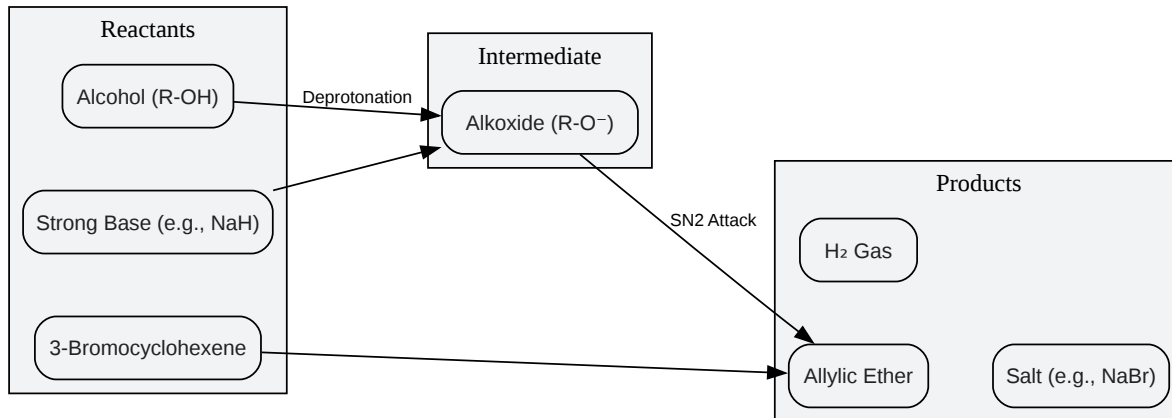 Reactants
Alcohol (R-OH)
Strong Base (e.g., NaH)
3-Bromocyclohexene
Deprotonation
Intermediate
Alkoxide (R-O⁻)
SN2 Attack
Products
H₂ Gas
Allylic Ether
Salt (e.g., NaBr)